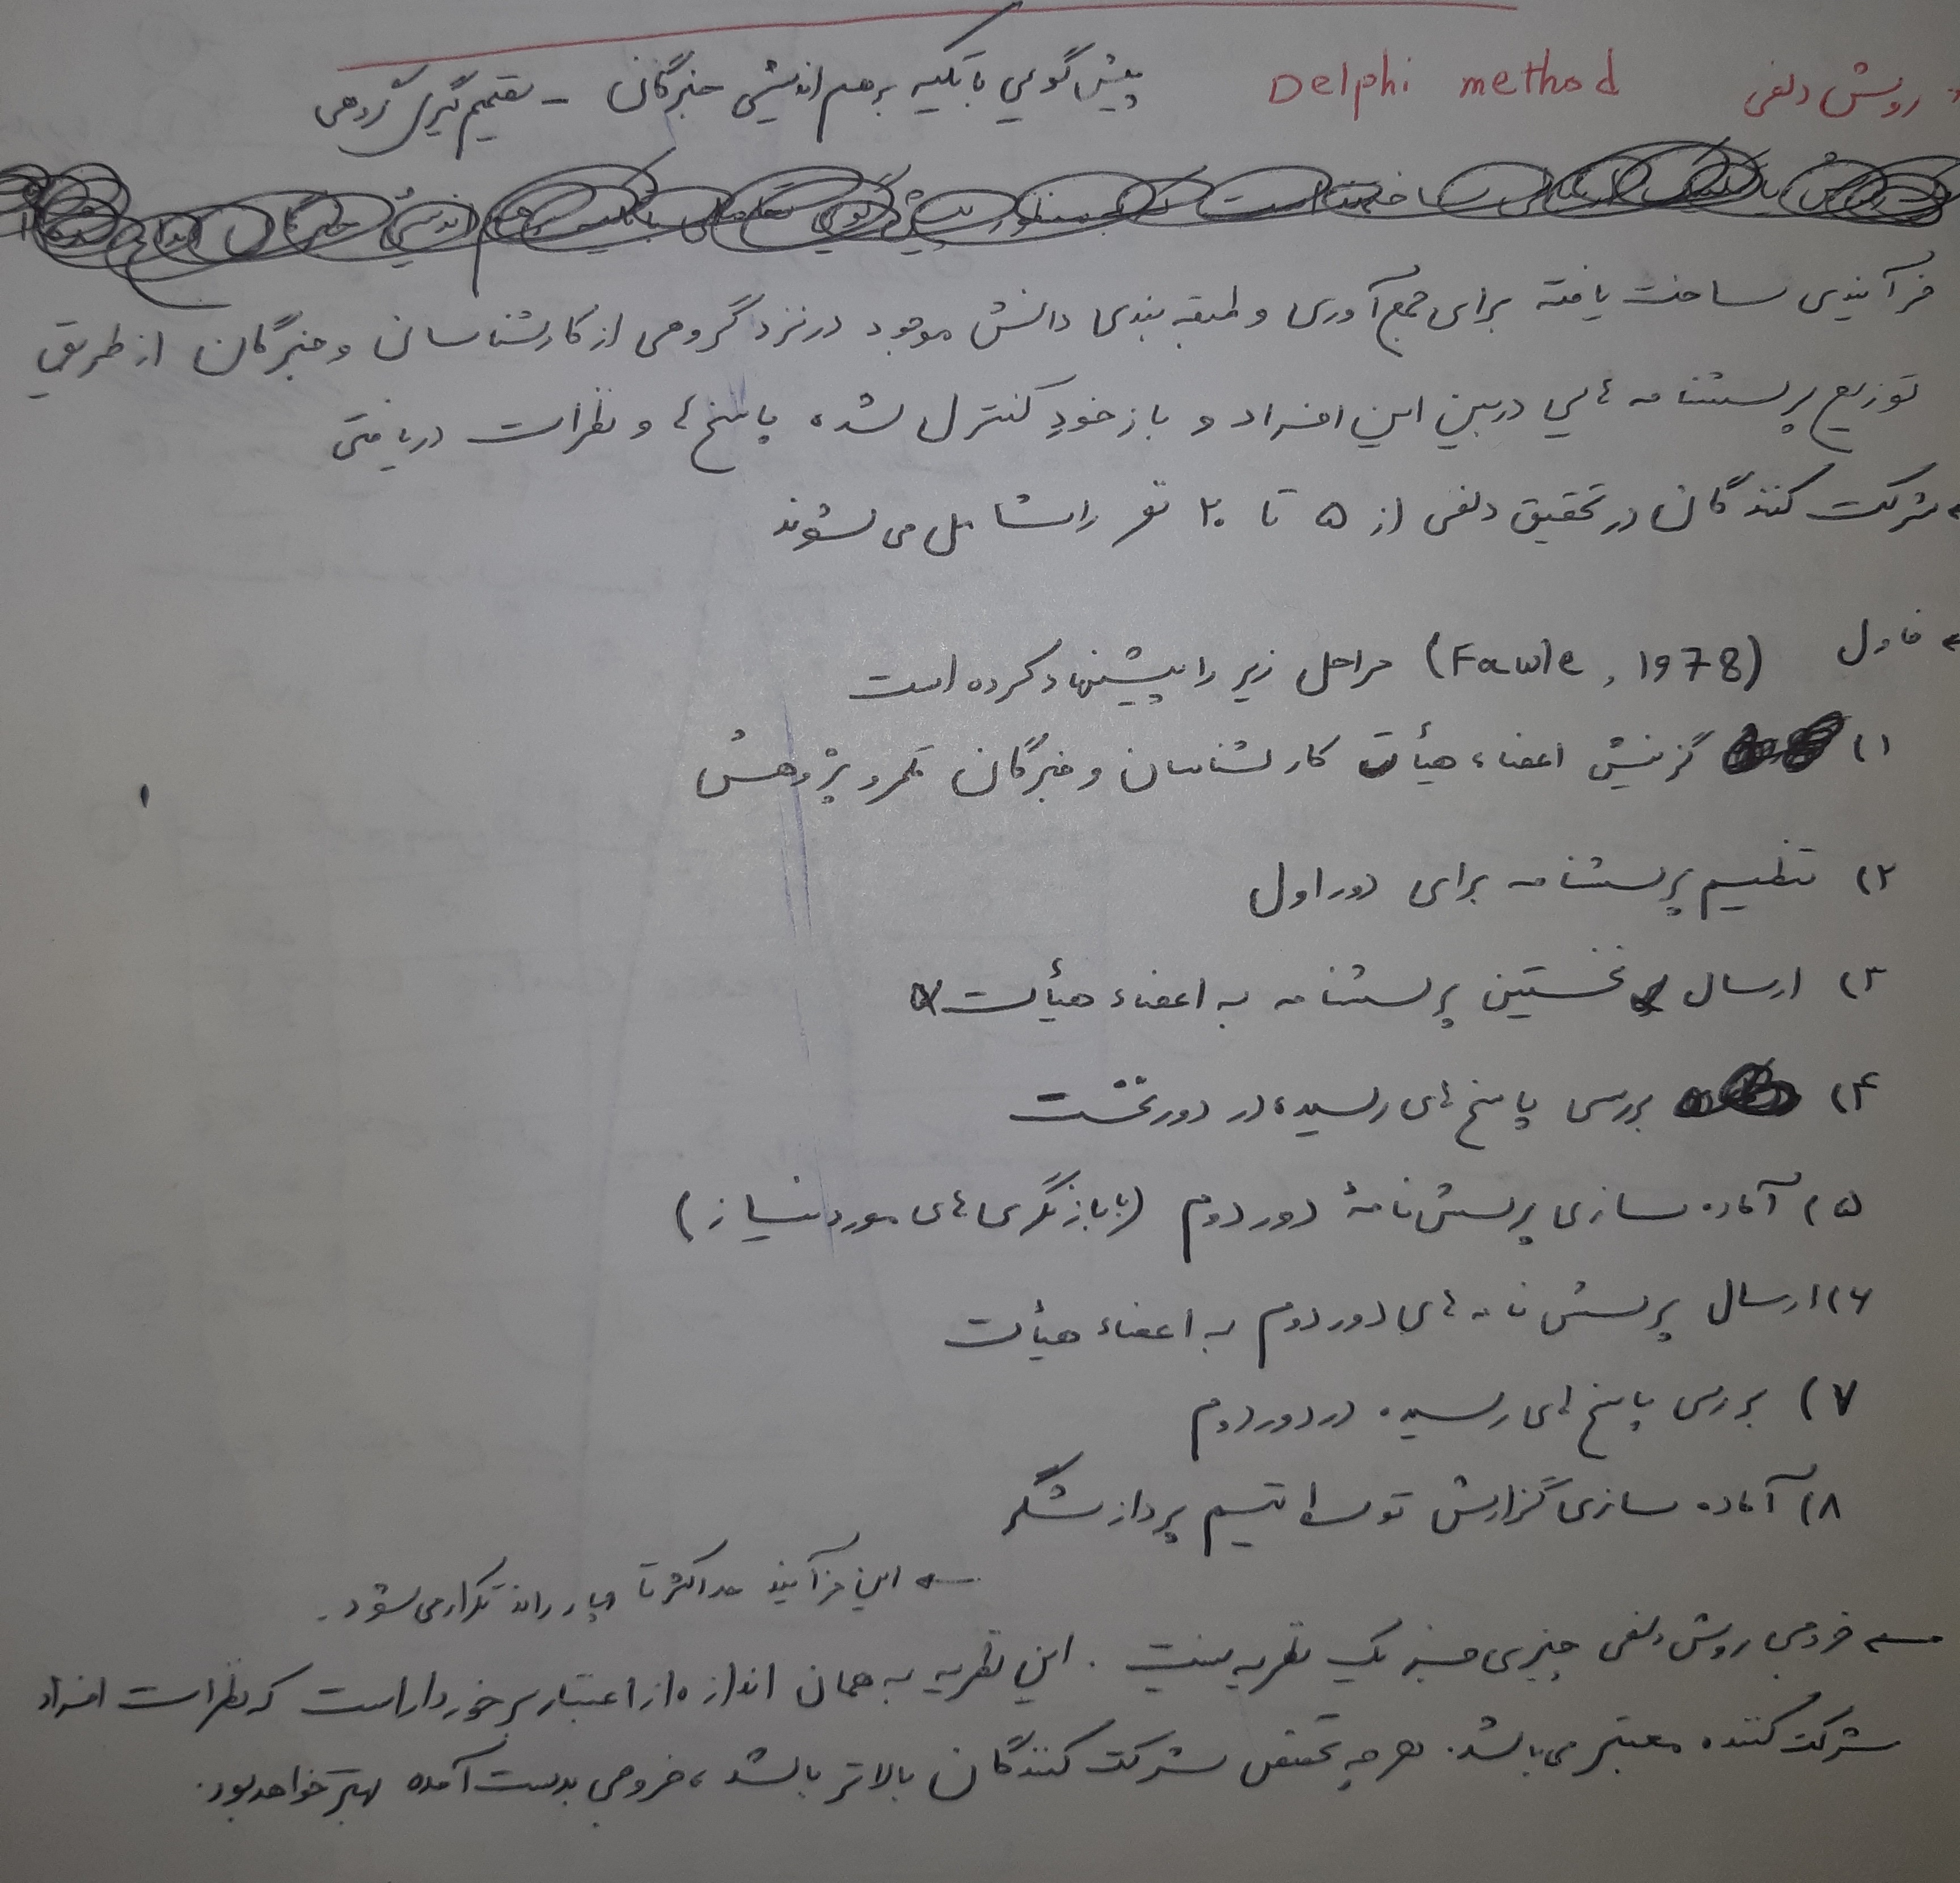 روش دلفی Delphi method پیش گویی با تکیه بر هم اندیشی خبرگان - تصمیم گیری گروهی
فرآیندی ساخت یافته برای جمع آوری و طبقه بندی دانش موجود در نزد گروهی از کارشناسان و خبرگان از طریق
توزیع پرسشنامه هایی در بین این افراد و بازخورد کنترل شده پاسخ ها و نظرات دریافتی
شرکت کنندگان در تحقیق دلفی از ۵ تا ۲۰ نفر را شامل می شوند
فاول (Fawle, 1978) مراحل زیر را پیشنهاد کرده است
۱) گزینش اعضاء هیأت کارشناسان و خبرگان قلمرو پژوهش
۲) تنظیم پرسشنامه برای دور اول
۳) ارسال نخستین پرسشنامه به اعضاء هیأت
۴) بررسی پاسخ های رسیده در دور نخست
۵) آماده سازی پرسش نامهٔ دور دوم (با بازنگری های مورد نیاز)
۶) ارسال پرسش نامه های دور دوم به اعضاء هیأت
۷) بررسی پاسخ های رسیده در دور دوم
۸) آماده سازی گزارش توسط تیم پردازشگر
این فرآیند حداکثر تا چهار راند تکرار می شود.
خروجی روش دلفی چیزی جز یک نظریه نیست. این نظریه به همان اندازه از اعتبار برخوردار است که نظرات افراد
شرکت کننده معتبر می باشد. هر چه تخصص شرکت کنندگان بالاتر باشد، خروجی بدست آمده بهتر خواهد بود.